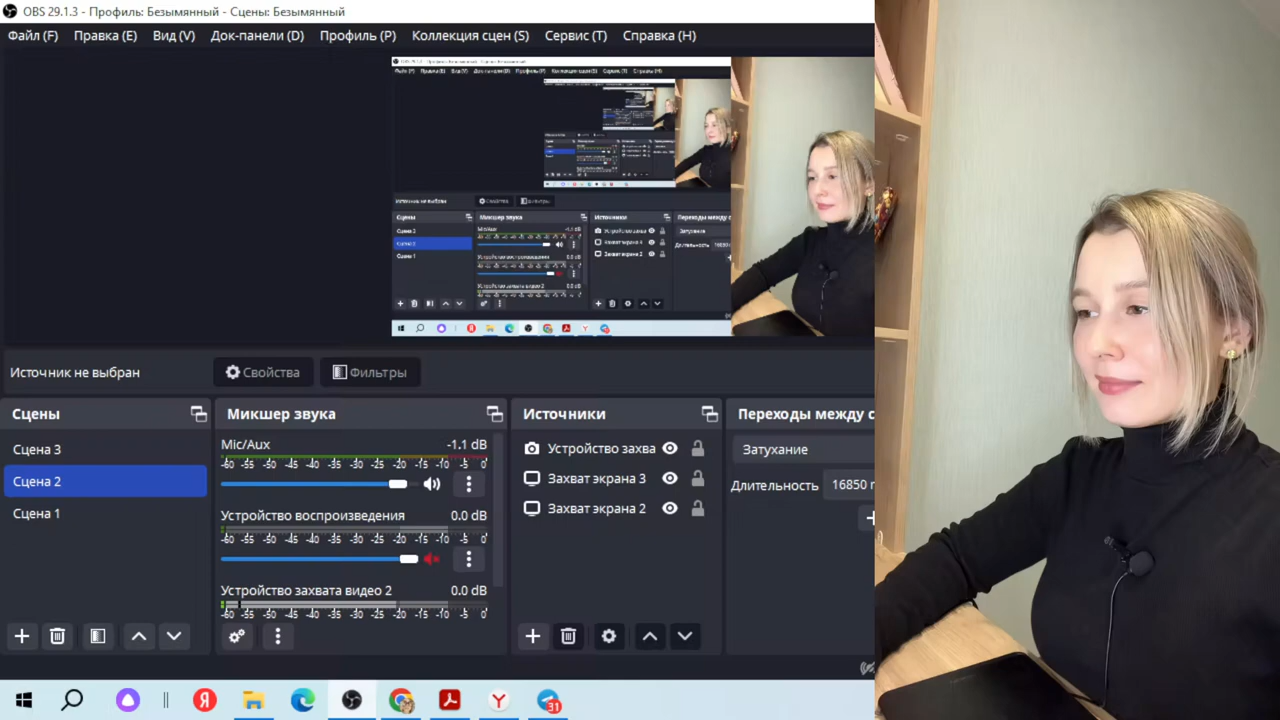 OBS 29.1.3 - Профиль: Безымянный - Сцены: Безымянный
Файл (F) Правка (E) Вид (V) Док-панели (D) Профиль (P) Коллекция сцен (S) Сервис (T) Справка (H)
Источник не выбран Свойства Фильтры
Сцены
Сцена 3
Сцена 2
Сцена 1
Микшер звука
Mic/Aux -1.1 dB
-60 -55 -50 -45 -40 -35 -30 -25 -20 -15 -10 -5 0
Устройство воспроизведения 0.0 dB
-60 -55 -50 -45 -40 -35 -30 -25 -20 -15 -10 -5 0
Устройство захвата видео 2 0.0 dB
-60 -55 -50 -45 -40 -35 -30 -25 -20 -15 -10 -5 0
Источники
Устройство захва
Захват экрана 3
Захват экрана 2
Переходы между с
Затухание
Длительность 16850
Я
Y
31